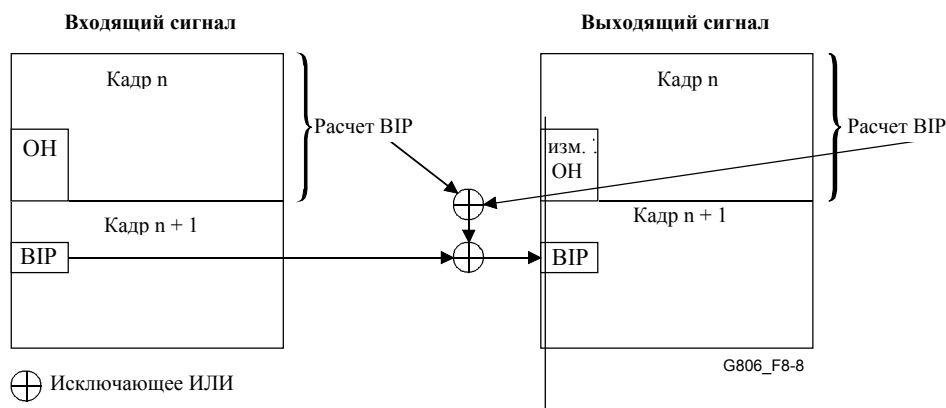 Входящий сигнал
Выходящий сигнал
Кадр n
Кадр n
Расчет BIP
Расчет BIP
OH
изм.
OH
Кадр n + 1
Кадр n + 1
BIP
BIP
G806_F8-8
Исключающее ИЛИ